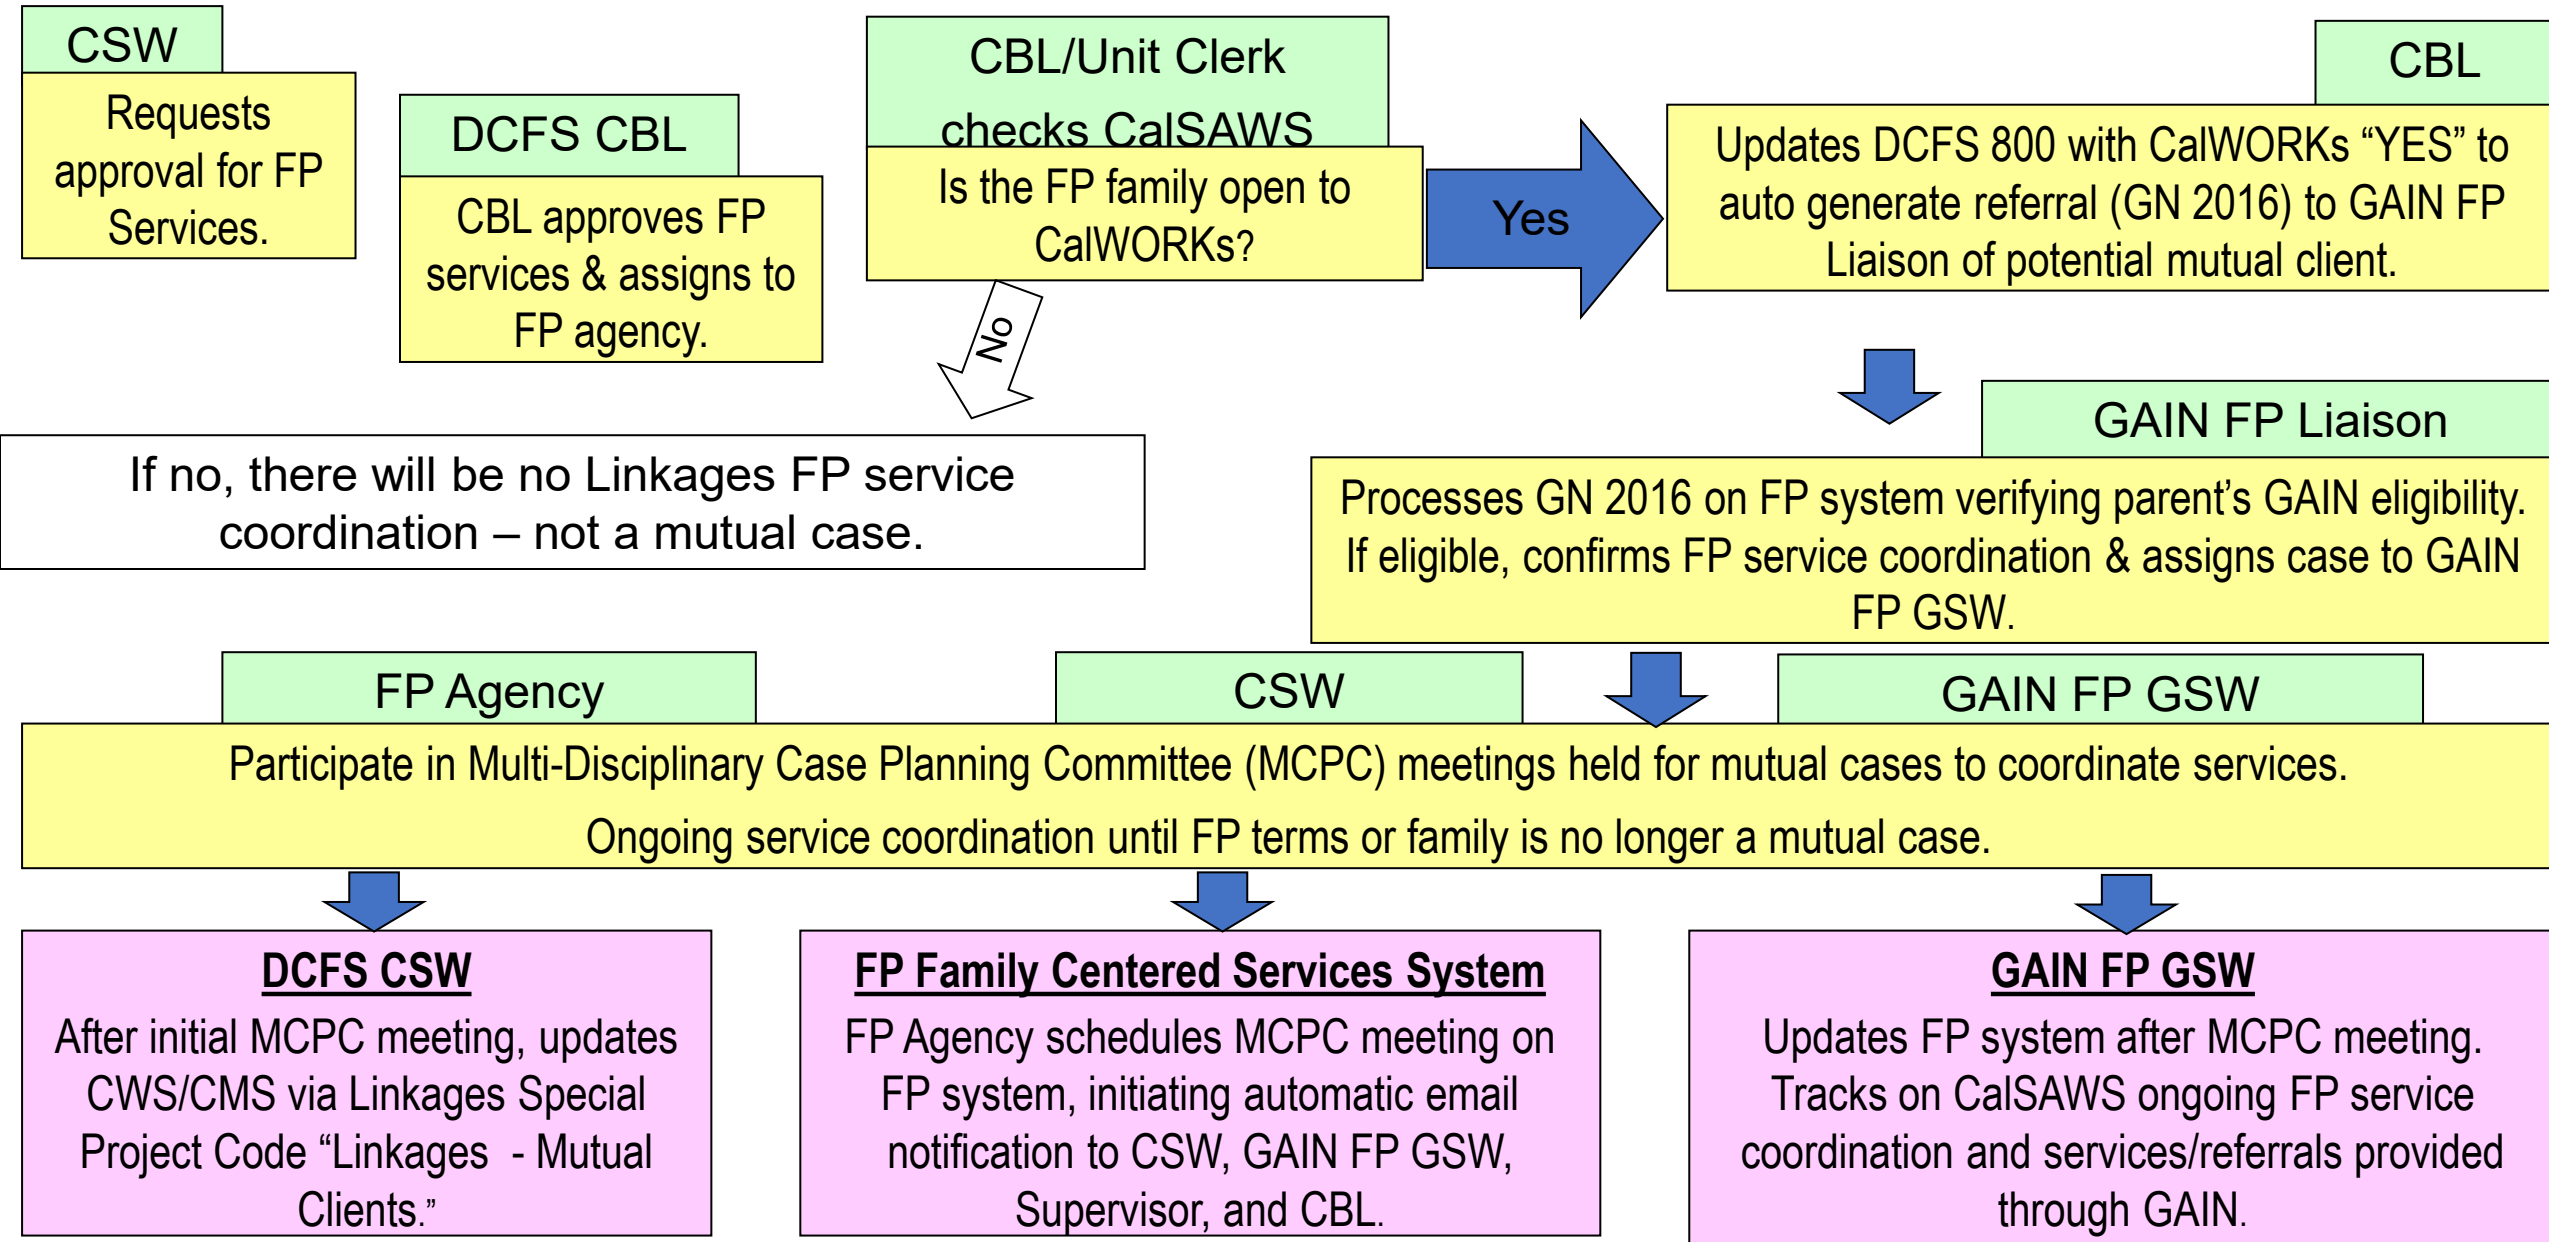 CSW
Requests
approval for FP
Services.
DCFS CBL
CBL approves FP
services & assigns to
FP agency.
CBL/Unit Clerk
checks CalSAWS
Is the FP family open to
CalWORKs?
Yes
No
CBL
Updates DCFS 800 with CalWORKs “YES” to
auto generate referral (GN 2016) to GAIN FP
Liaison of potential mutual client.
If no, there will be no Linkages FP service
coordination – not a mutual case.
GAIN FP Liaison
Processes GN 2016 on FP system verifying parent’s GAIN eligibility.
If eligible, confirms FP service coordination & assigns case to GAIN
FP GSW.
FP Agency
CSW
GAIN FP GSW
Participate in Multi-Disciplinary Case Planning Committee (MCPC) meetings held for mutual cases to coordinate services.
Ongoing service coordination until FP terms or family is no longer a mutual case.
DCFS CSW
After initial MCPC meeting, updates
CWS/CMS via Linkages Special
Project Code “Linkages  - Mutual
Clients.”
FP Family Centered Services System
FP Agency schedules MCPC meeting on
FP system, initiating automatic email
notification to CSW, GAIN FP GSW,
Supervisor, and CBL.
GAIN FP GSW
Updates FP system after MCPC meeting.
Tracks on CalSAWS ongoing FP service
coordination and services/referrals provided
through GAIN.